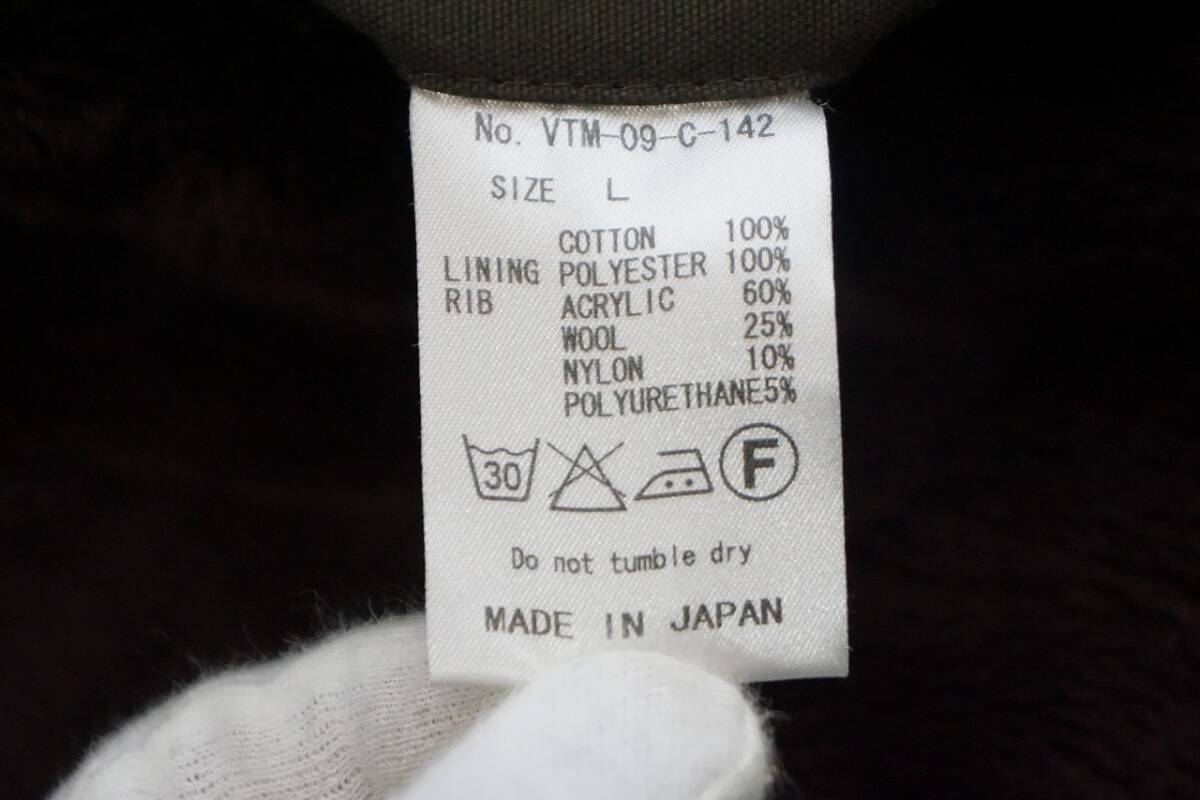 No. VTM-09-C-142
SIZE L
COTTON 100%
LINING POLYESTER 100%
RIB ACRYLIC 60%
WOOL 25%
NYLON 10%
POLYURETHANE5%
30 F
Do not tumble dry
MADE IN JAPAN